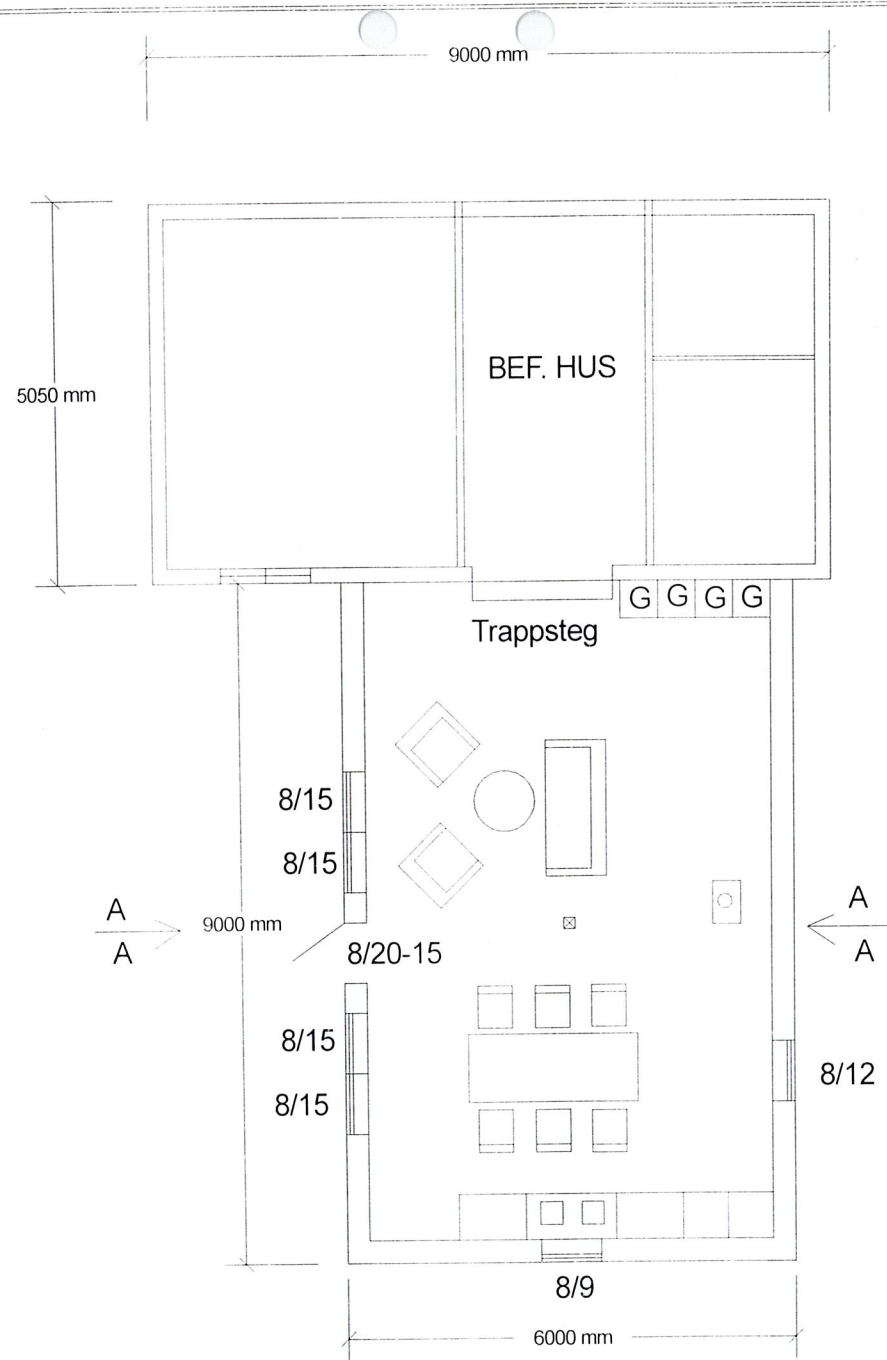 9000 mm
5050 mm
BEF. HUS
G G G G
Trappsteg
8/15
8/15
A
A
9000 mm
8/20-15
A
A
8/15
8/15
8/12
8/9
6000 mm